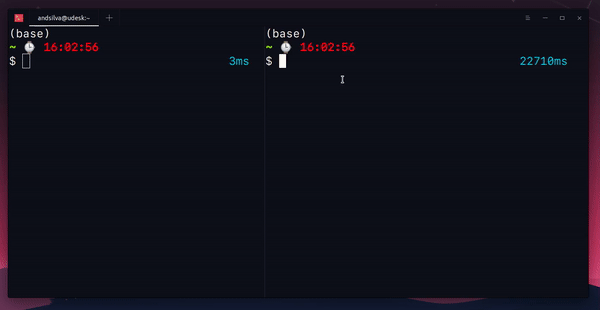 andsilva@udesk:~
(base)
~ 16:02:56
$ 3ms
(base)
~ 16:02:56
$ 22710ms